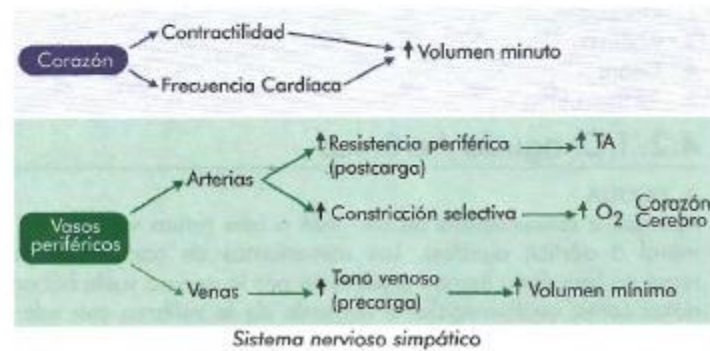 Contractilidad
Corazón
↑ Volumen minuto
Frecuencia Cardíaca
↑ Resistencia periférica
(postcarga)
↑ TA
Arterias
↑ Constricción selectiva
↑ O₂
Corazón
Cerebro
Vasos
periféricos
Venas
↑ Tono venoso
(precarga)
↑ Volumen mínimo
Sistema nervioso simpático